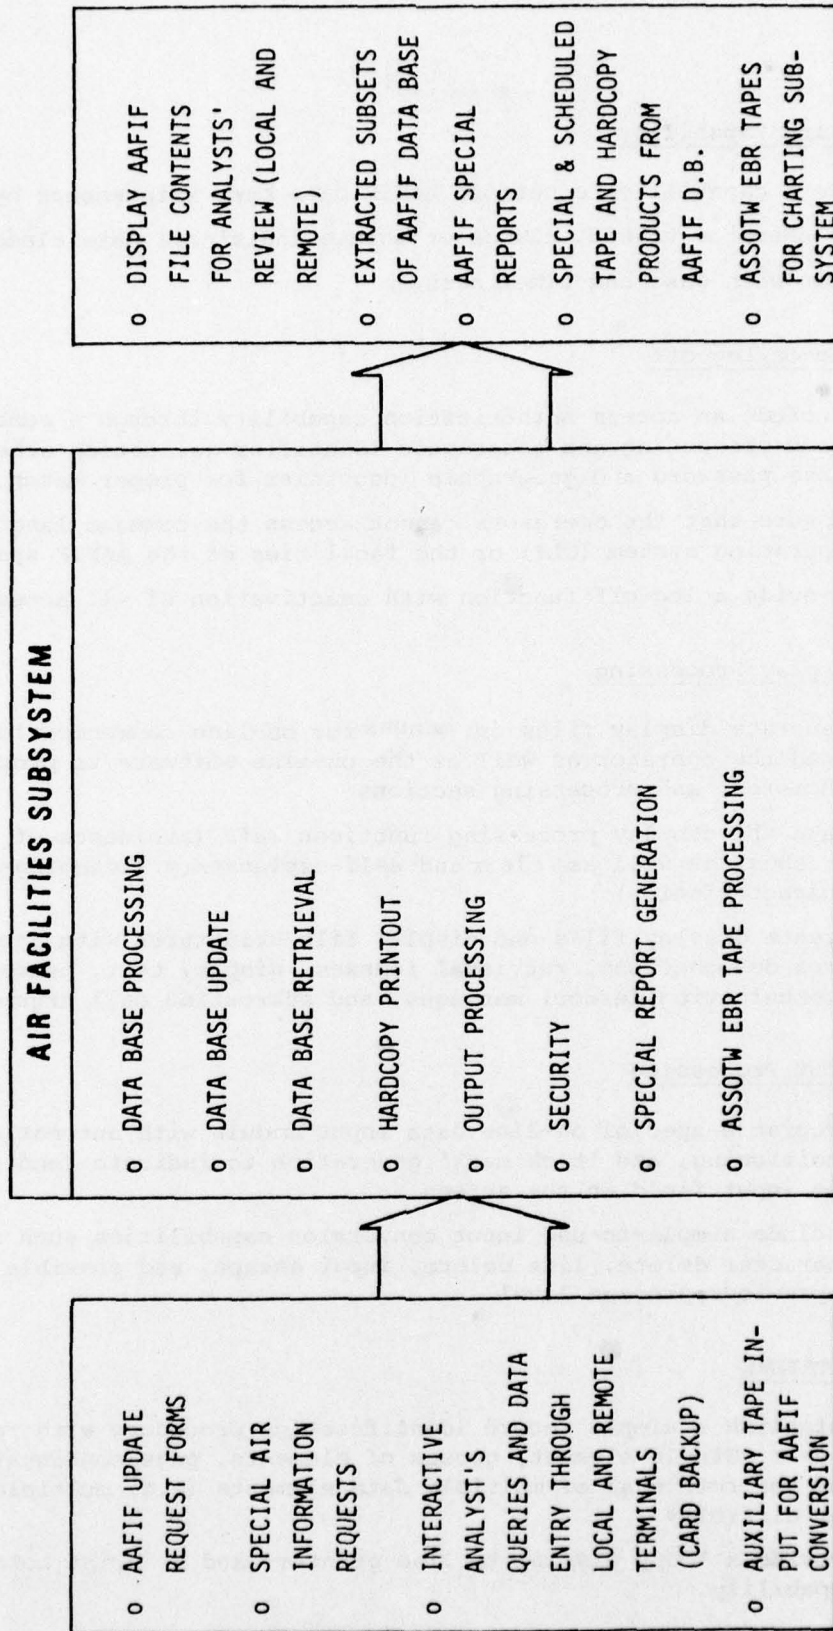 AAFIF UPDATE
REQUEST FORMS
SPECIAL AIR
INFORMATION
REQUESTS
INTERACTIVE
ANALYST'S
QUERIES AND DATA
ENTRY THROUGH
LOCAL AND REMOTE
TERMINALS
(CARD BACKUP)
AUXILIARY TAPE IN-
PUT FOR AAFIF
CONVERSION
AIR FACILITIES SUBSYSTEM
o DATA BASE PROCESSING
o DATA BASE UPDATE
o DATA BASE RETRIEVAL
o HARDCOPY PRINTOUT
o OUTPUT PROCESSING
o SECURITY
o SPECIAL REPORT GENERATION
o ASSOTW EBR TAPE PROCESSING
o DISPLAY AAFIF
FILE CONTENTS
FOR ANALYSTS'
REVIEW (LOCAL AND
REMOTE)
o EXTRACTED SUBSETS
OF AAFIF DATA BASE
o AAFIF SPECIAL
REPORTS
o SPECIAL & SCHEDULED
TAPE AND HARDCOPY
PRODUCTS FROM
AAFIF D.B.
o ASSOTW EBR TAPES
FOR CHARTING SUB-
SYSTEM